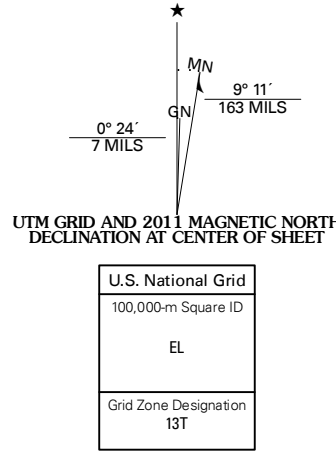 ★
MN
GN
9° 11´
163 MILS
0° 24´
7 MILS
UTM GRID AND 2011 MAGNETIC NORTH
DECLINATION AT CENTER OF SHEET
U.S. National Grid
100,000-m Square ID
EL
Grid Zone Designation
13T